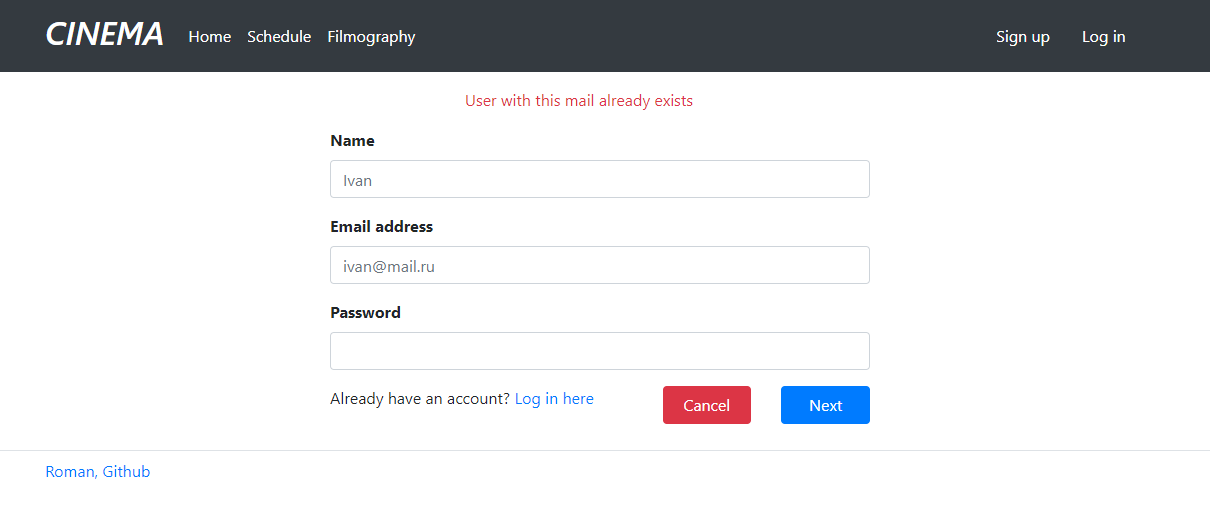 CINEMA Home Schedule Filmography Sign up Log in
User with this mail already exists
Name
Ivan
Email address
ivan@mail.ru
Password
Already have an account? Log in here Cancel Next
Roman, Github